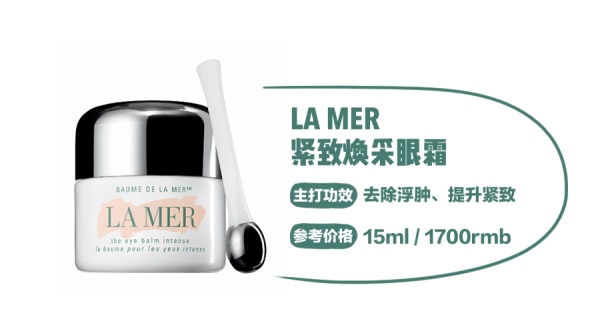 BAUME DE LA MER™
LA MER
the eye balm intense
le baume pour les yeux intense
LA MER
紧致焕采眼霜
主打功效 去除浮肿、提升紧致
参考价格 15ml / 1700rmb